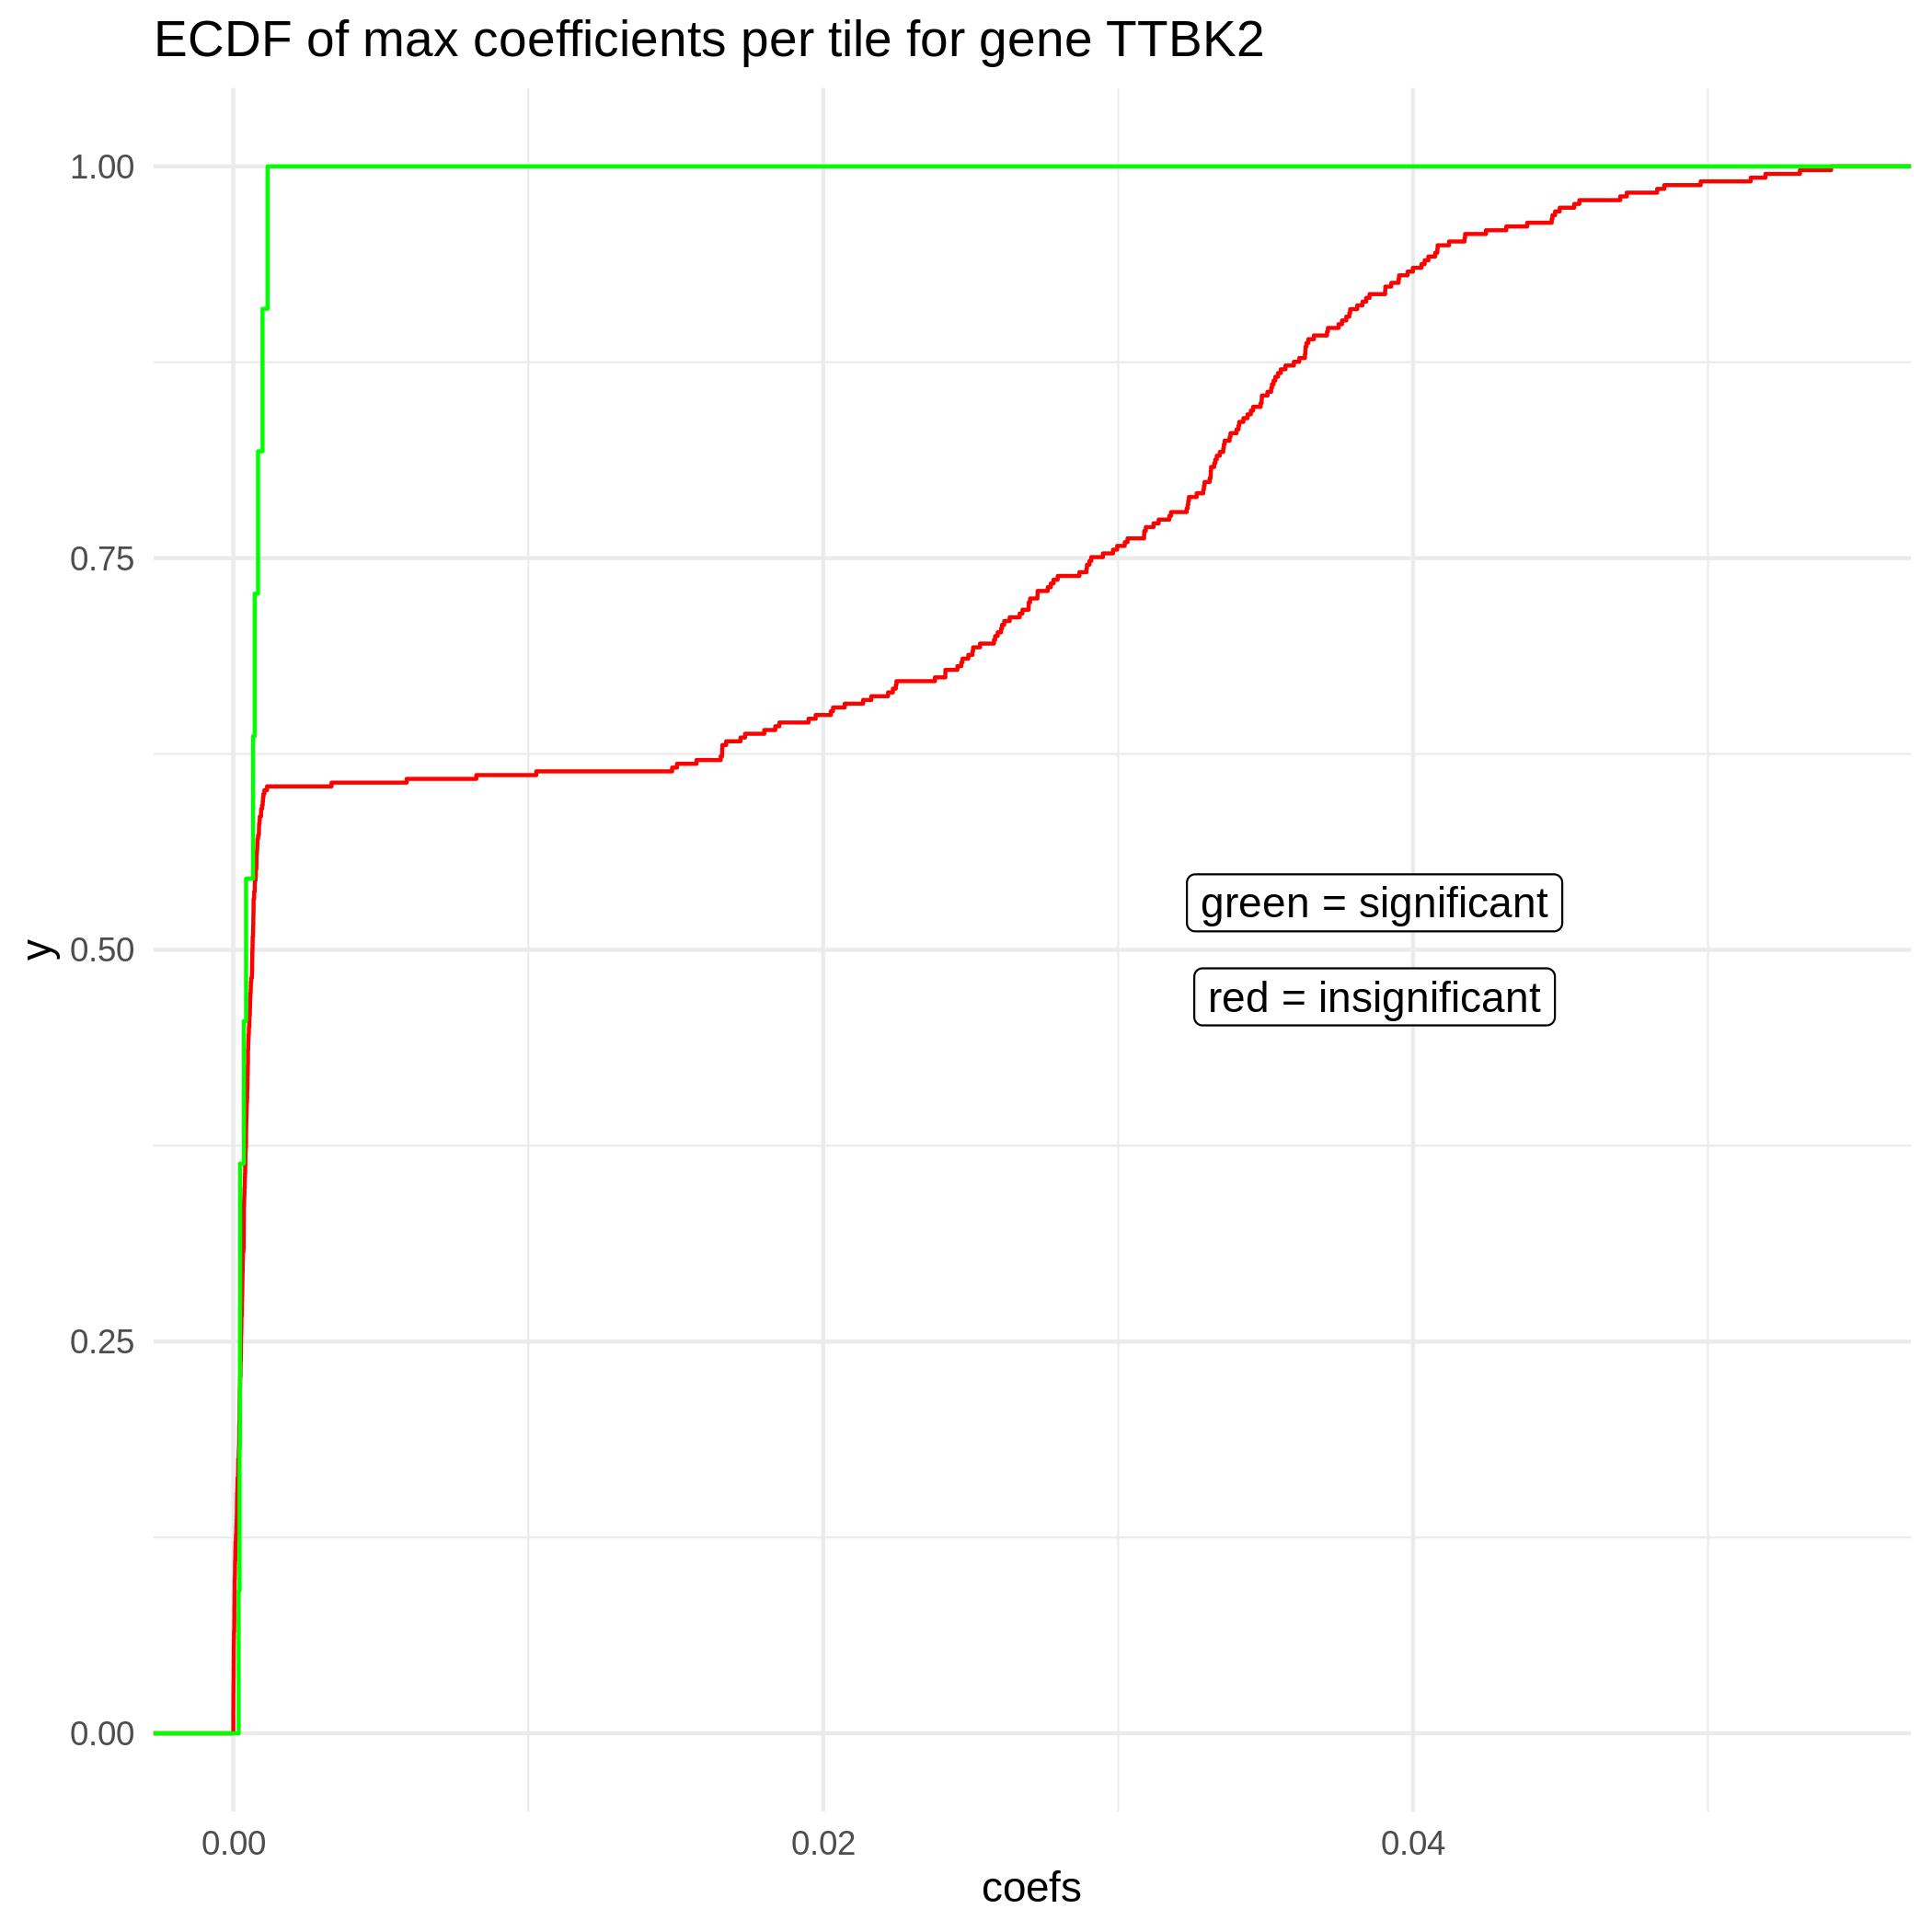 ECDF of max coefficients per tile for gene TTBK2
1.00
0.75
0.50
0.25
0.00
y
green = significant
red = insignificant
0.00
0.02
0.04
coefs